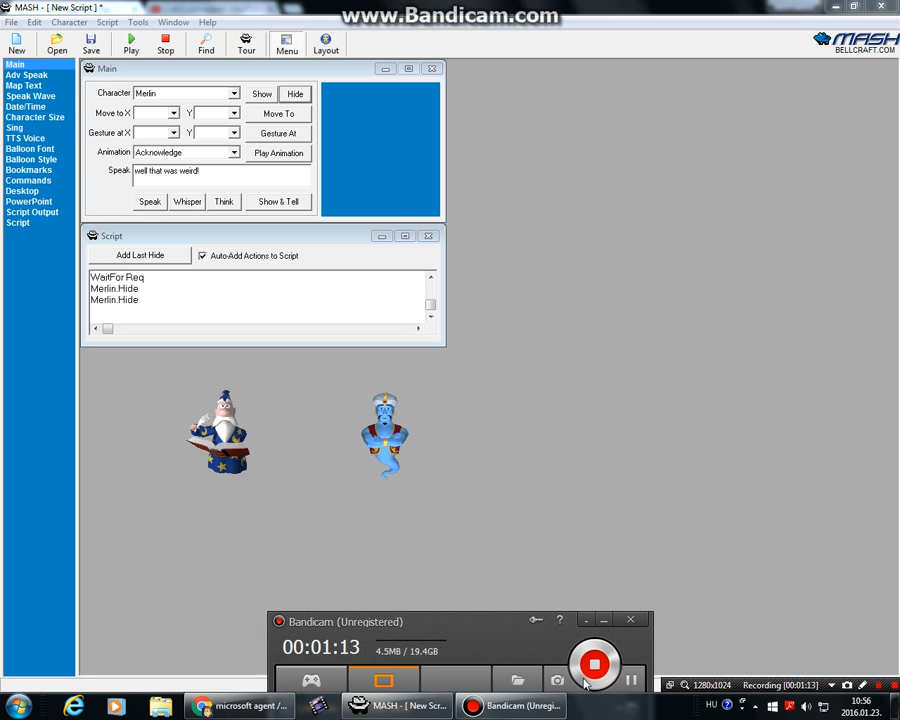 MASH - [ New Script ] *
www.Bandicam.com
File Edit Character Script Tools Window Help
New Open Save Play Stop Find Tour Menu Layout
MASH
BELLCRAFT.COM
Main
Adv Speak
Map Text
Speak Wave
Date/Time
Character Size
Sing
TTS Voice
Balloon Font
Balloon Style
Bookmarks
Commands
Desktop
PowerPoint
Script Output
Script
Main
Character Merlin Show Hide
Move to X Y Move To
Gesture at X Y Gesture At
Animation Acknowledge Play Animation
Speak well that was weird!
Speak Whisper Think Show & Tell
Script
Add Last Hide Auto-Add Actions to Script
WaitFor Req
Merlin.Hide
Merlin.Hide
Bandicam (Unregistered)
00:01:13 4.5MB / 19.4GB
1280x1024 Recording [00:01:13]
microsoft agent /... MASH - [ New Scr... Bandicam (Unregi... HU 10:56
2016.01.23.